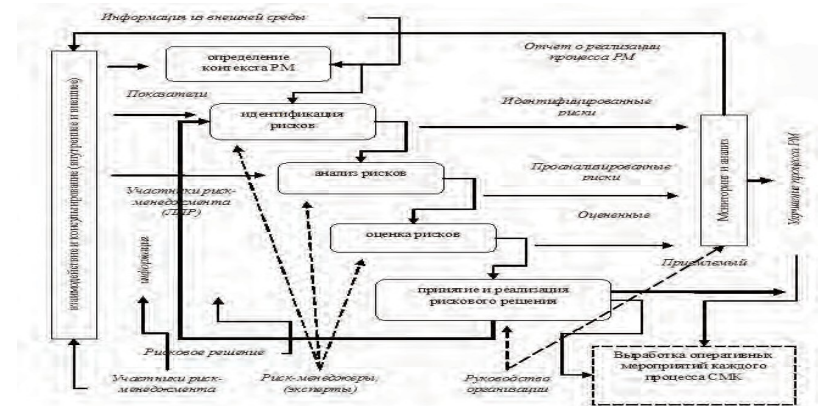 Информация из внешней среды
Отчет о реализации
процесса РМ
определение
контекста РМ
Показатели
идентификация
рисков
Идентифицированные
риски
анализ рисков
Проанализированные
риски
Участники риск-
менеджмента
(ЛПР)
Оцененные
оценка рисков
Приемлемый
принятие и реализация
рискового решения
взаимодействие и консультирование (внутреннее и внешнее)
информация
Мониторинг и анализ
Улучшение процесса РМ
Рисковое решение
Выработка оперативных
мероприятий каждого
процесса СМК
Участники риск-
менеджмента
Риск-менеджеры,
(эксперты)
Руководство
организации